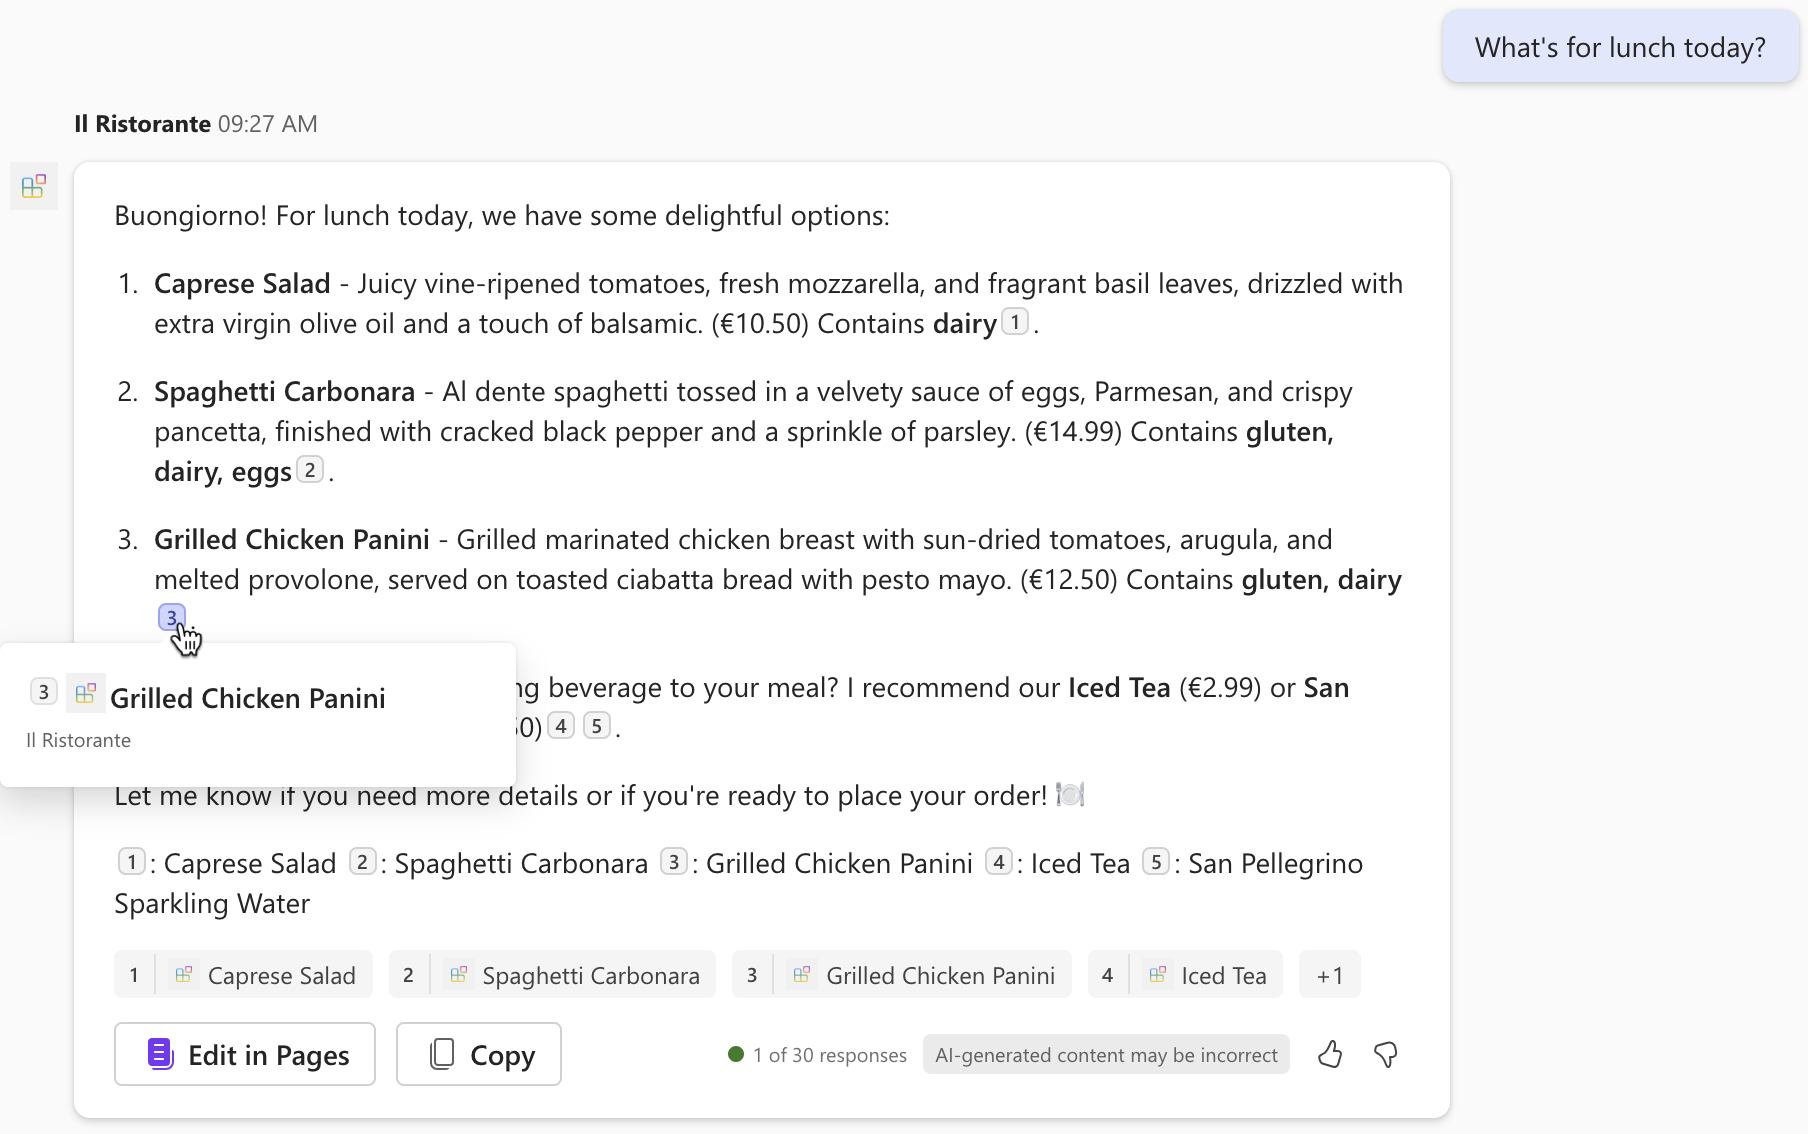 What's for lunch today?
Il Ristorante 09:27 AM
Buongiorno! For lunch today, we have some delightful options:
1. Caprese Salad - Juicy vine-ripened tomatoes, fresh mozzarella, and fragrant basil leaves, drizzled with
extra virgin olive oil and a touch of balsamic. (€10.50) Contains dairy 1 .
2. Spaghetti Carbonara - Al dente spaghetti tossed in a velvety sauce of eggs, Parmesan, and crispy
pancetta, finished with cracked black pepper and a sprinkle of parsley. (€14.99) Contains gluten,
dairy, eggs 2 .
3. Grilled Chicken Panini - Grilled marinated chicken breast with sun-dried tomatoes, arugula, and
melted provolone, served on toasted ciabatta bread with pesto mayo. (€12.50) Contains gluten, dairy
3
3 Grilled Chicken Panini
Il Ristorante
beverage to your meal? I recommend our Iced Tea (€2.99) or San
4 5 .
Let me know if you need more details or if you're ready to place your order! 🍽️
1 : Caprese Salad 2 : Spaghetti Carbonara 3 : Grilled Chicken Panini 4 : Iced Tea 5 : San Pellegrino
Sparkling Water
1 Caprese Salad 2 Spaghetti Carbonara 3 Grilled Chicken Panini 4 Iced Tea +1
Edit in Pages Copy 1 of 30 responses AI-generated content may be incorrect